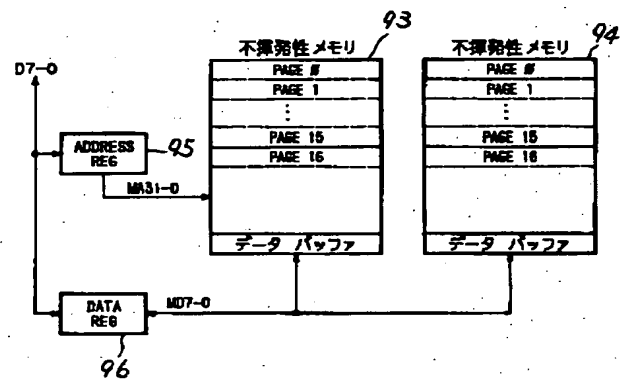 93
94
不揮発性メモリ
不揮発性メモリ
D7-0
PAGE 0
PAGE 0
PAGE 1
PAGE 1
⋮
⋮
ADDRESS
REG
95
PAGE 15
PAGE 15
PAGE 16
PAGE 16
MA31-0
データ バッファ
データ バッファ
DATA
REG
MD7-0
96